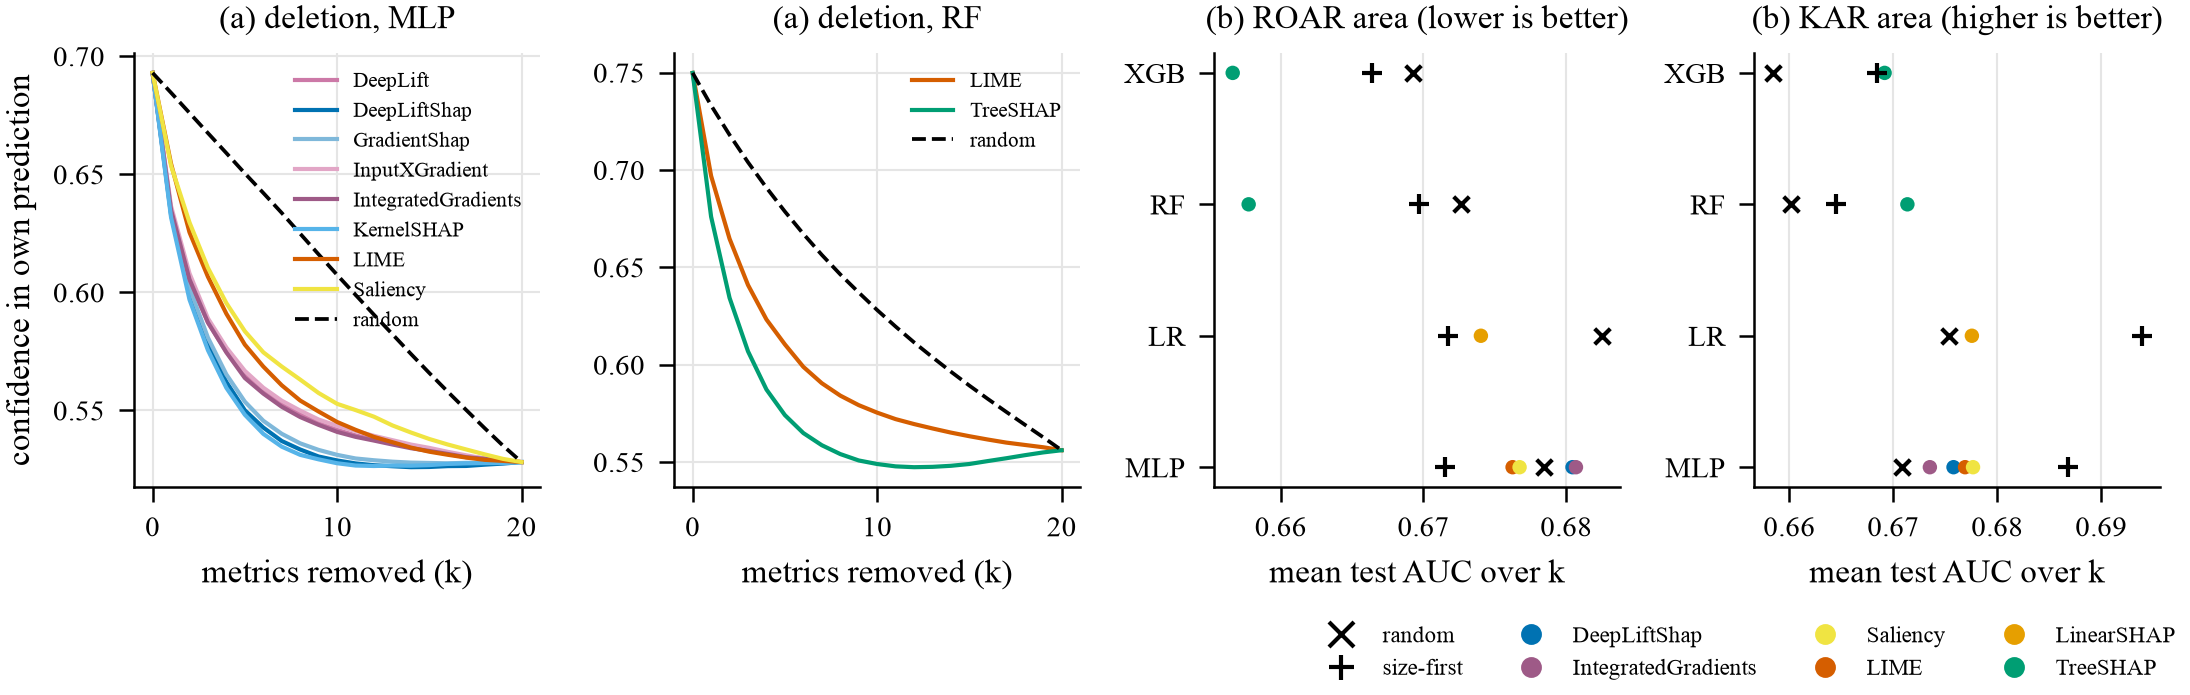 (a) deletion, MLP
confidence in own prediction
0.70
0.65
0.60
0.55
0
10
20
metrics removed (k)
DeepLift
DeepLiftShap
GradientShap
InputXGradient
IntegratedGradients
KernelSHAP
LIME
Saliency
random
(a) deletion, RF
0.75
0.70
0.65
0.60
0.55
0
10
20
metrics removed (k)
LIME
TreeSHAP
random
(b) ROAR area (lower is better)
XGB
RF
LR
MLP
0.66
0.67
0.68
mean test AUC over k
(b) KAR area (higher is better)
XGB
RF
LR
MLP
0.66
0.67
0.68
0.69
mean test AUC over k
random
size-first
DeepLiftShap
IntegratedGradients
Saliency
LIME
LinearSHAP
TreeSHAP